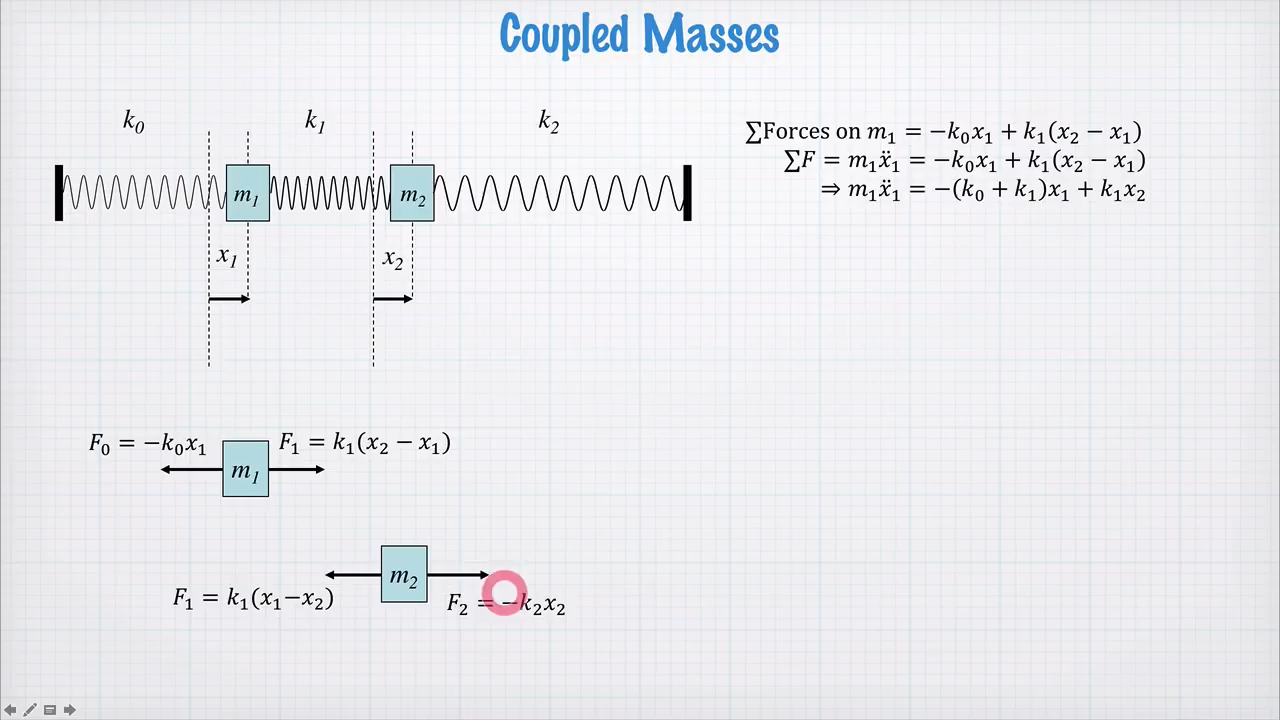 Coupled Masses
k₀ k₁ k₂
m₁ m₂
x₁ x₂
∑Forces on m₁ = −k₀x₁ + k₁(x₂ − x₁)
∑F = m₁ẍ₁ = −k₀x₁ + k₁(x₂ − x₁)
⇒ m₁ẍ₁ = −(k₀ + k₁)x₁ + k₁x₂
F₀ = −k₀x₁ F₁ = k₁(x₂ − x₁)
m₁
m₂
F₁ = k₁(x₁−x₂) F₂ = −k₂x₂